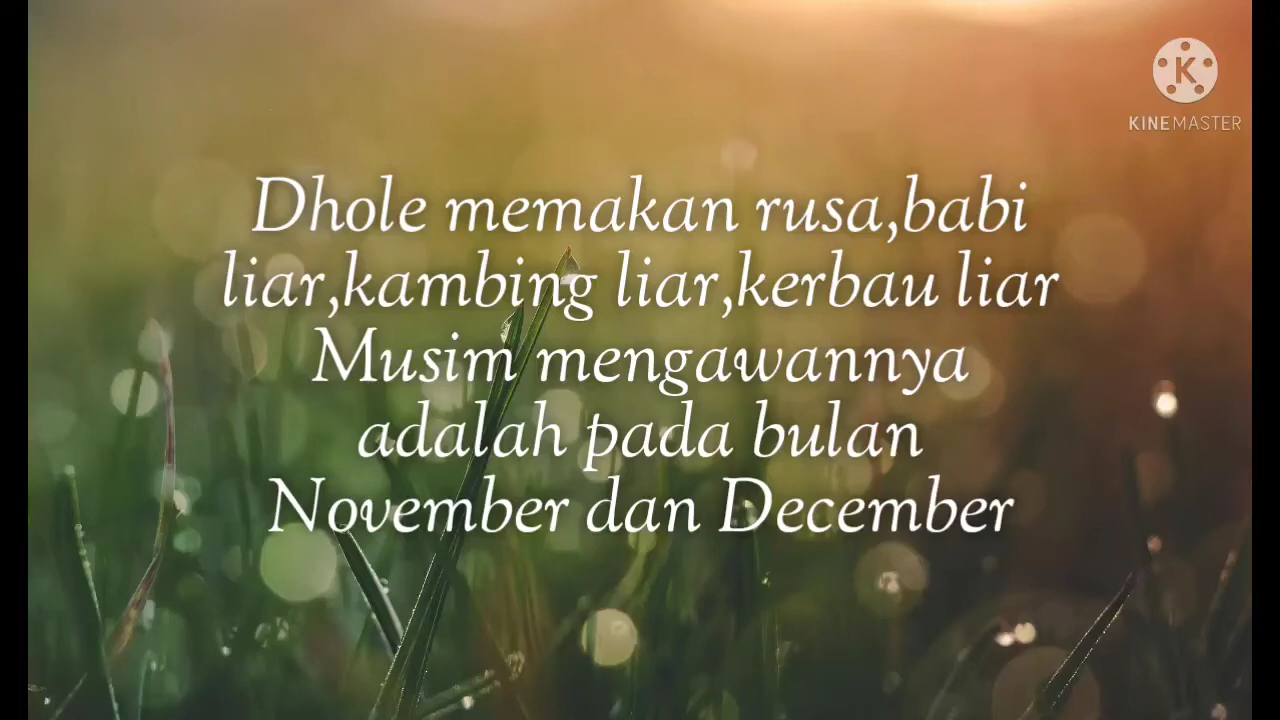 K
KINEMASTER
Dhole memakan rusa,babi
liar,kambing liar,kerbau liar
Musim mengawannya
adalah pada bulan
November dan December